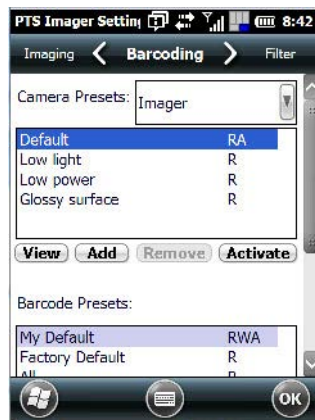 PTS Imager Settin 8:42
Imaging Barcoding Filter
Camera Presets: Imager
Default RA
Low light R
Low power R
Glossy surface R
View Add Remove Activate
Barcode Presets:
My Default RWA
Factory Default R
All R
OK